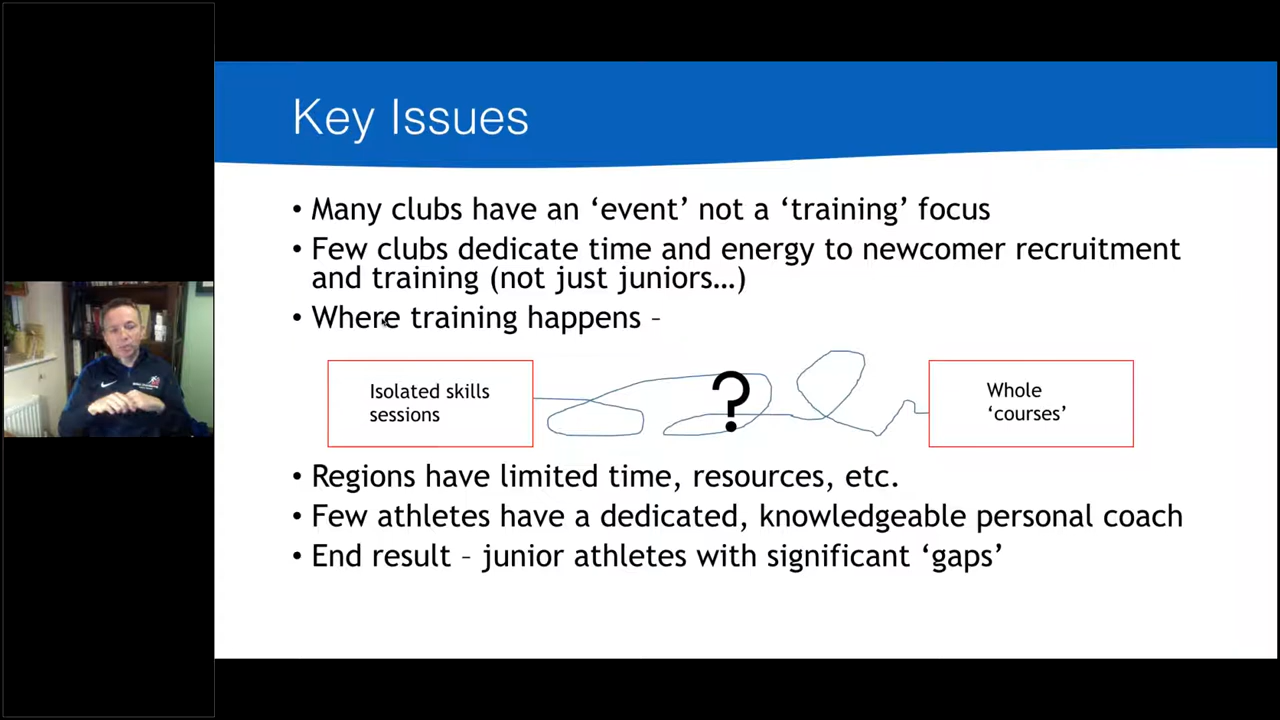 Key Issues
• Many clubs have an ‘event’ not a ‘training’ focus
• Few clubs dedicate time and energy to newcomer recruitment
and training (not just juniors…)
• Where training happens –
Isolated skills
sessions
?
Whole
‘courses’
• Regions have limited time, resources, etc.
• Few athletes have a dedicated, knowledgeable personal coach
• End result – junior athletes with significant ‘gaps’